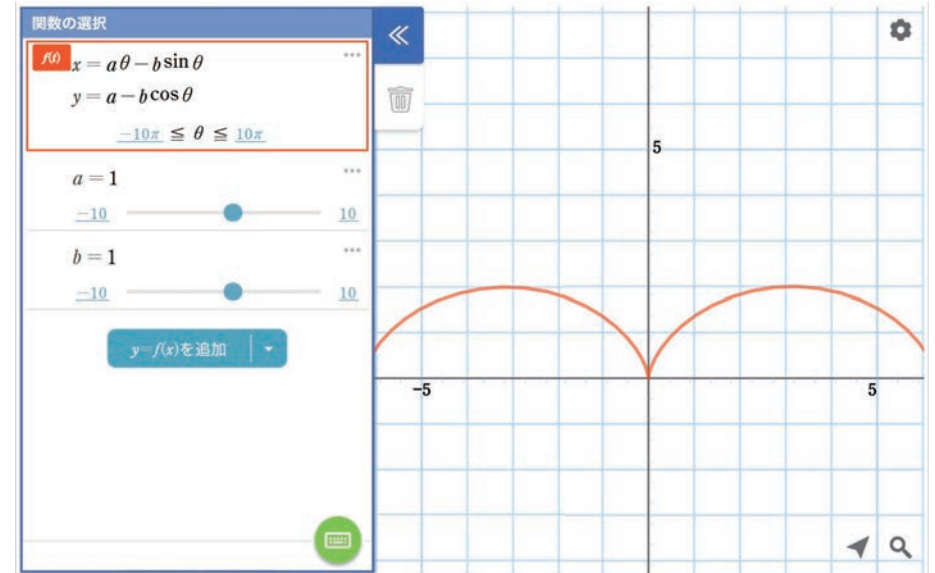 関数の選択
f(t)
x = aθ − b sin θ
y = a − b cos θ
−10π ≦ θ ≦ 10π
a = 1
−10 10
b = 1
−10 10
y=f(x)を追加
5
−5 5